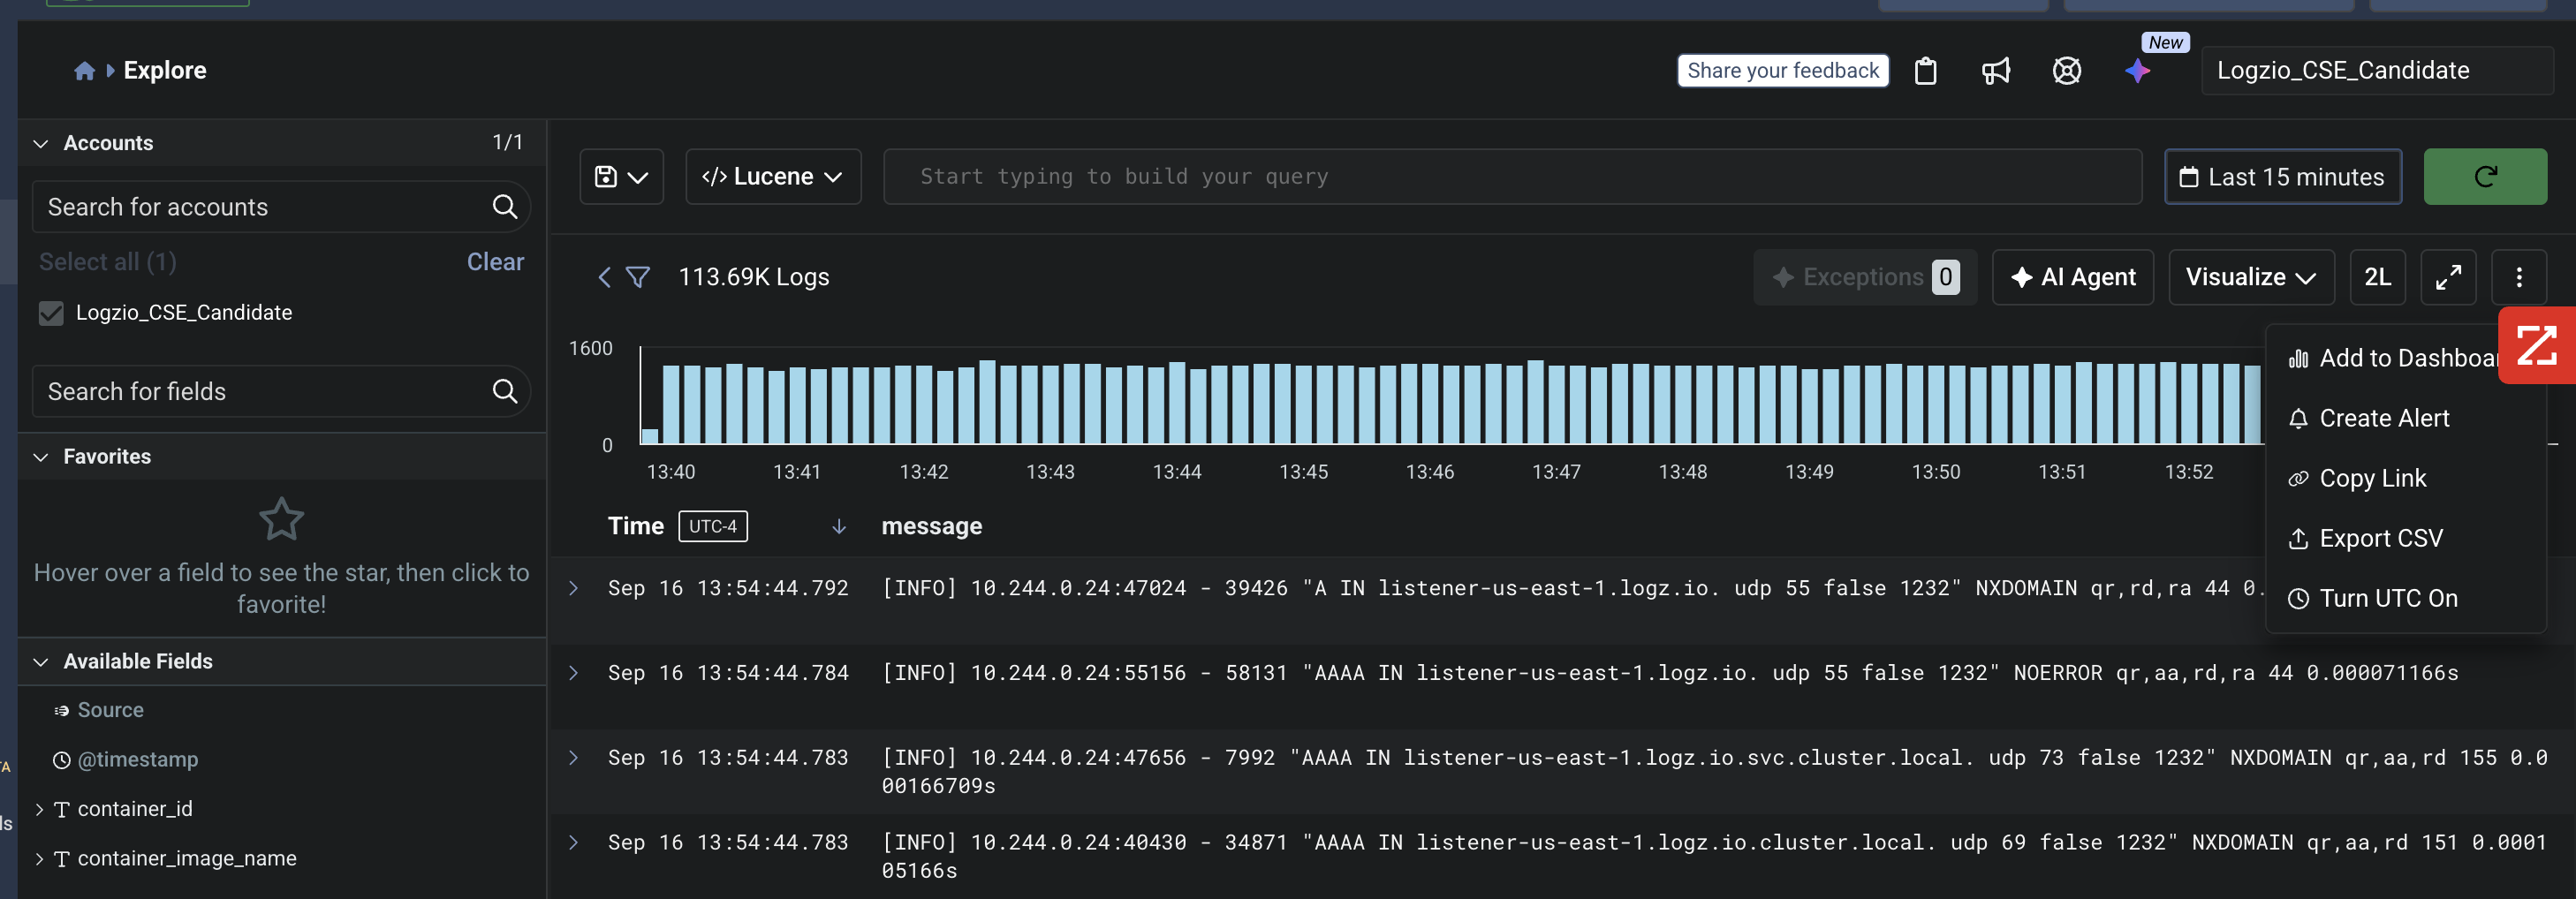 New
Explore
Share your feedback
Logzio_CSE_Candidate
Accounts
1/1
Search for accounts
Select all (1)
Clear
Logzio_CSE_Candidate
Search for fields
Favorites
Hover over a field to see the star, then click to
favorite!
Available Fields
Source
@timestamp
container_id
container_image_name
TA
ls
Lucene
Start typing to build your query
Last 15 minutes
113.69K Logs
Exceptions 0
AI Agent
Visualize
2L
1600
0
13:40 13:41 13:42 13:43 13:44 13:45 13:46 13:47 13:48 13:49 13:50 13:51 13:52
Add to Dashboar
Create Alert
Copy Link
Export CSV
Turn UTC On
Time UTC-4 message
Sep 16 13:54:44.792 [INFO] 10.244.0.24:47024 - 39426 "A IN listener-us-east-1.logz.io. udp 55 false 1232" NXDOMAIN qr,rd,ra 44 0.
Sep 16 13:54:44.784 [INFO] 10.244.0.24:55156 - 58131 "AAAA IN listener-us-east-1.logz.io. udp 55 false 1232" NOERROR qr,aa,rd,ra 44 0.000071166s
Sep 16 13:54:44.783 [INFO] 10.244.0.24:47656 - 7992 "AAAA IN listener-us-east-1.logz.io.svc.cluster.local. udp 73 false 1232" NXDOMAIN qr,aa,rd 155 0.0
00166709s
Sep 16 13:54:44.783 [INFO] 10.244.0.24:40430 - 34871 "AAAA IN listener-us-east-1.logz.io.cluster.local. udp 69 false 1232" NXDOMAIN qr,aa,rd 151 0.0001
05166s